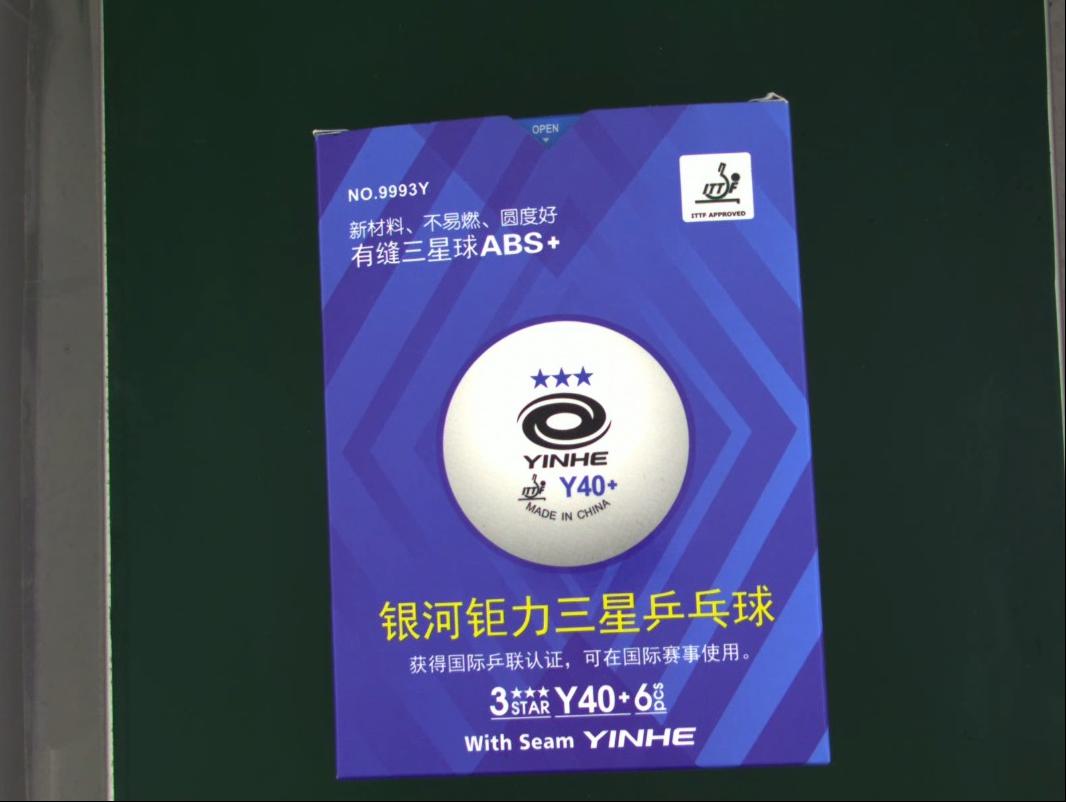 OPEN
NO.9993Y
ITTF
ITTF APPROVED
新材料、不易燃、圆度好
有缝三星球ABS+
YINHE
ITTF Y40+
MADE IN CHINA
银河钜力三星乒乓球
获得国际乒联认证，可在国际赛事使用。
3 STAR Y40+ 6 PCS
With Seam YINHE